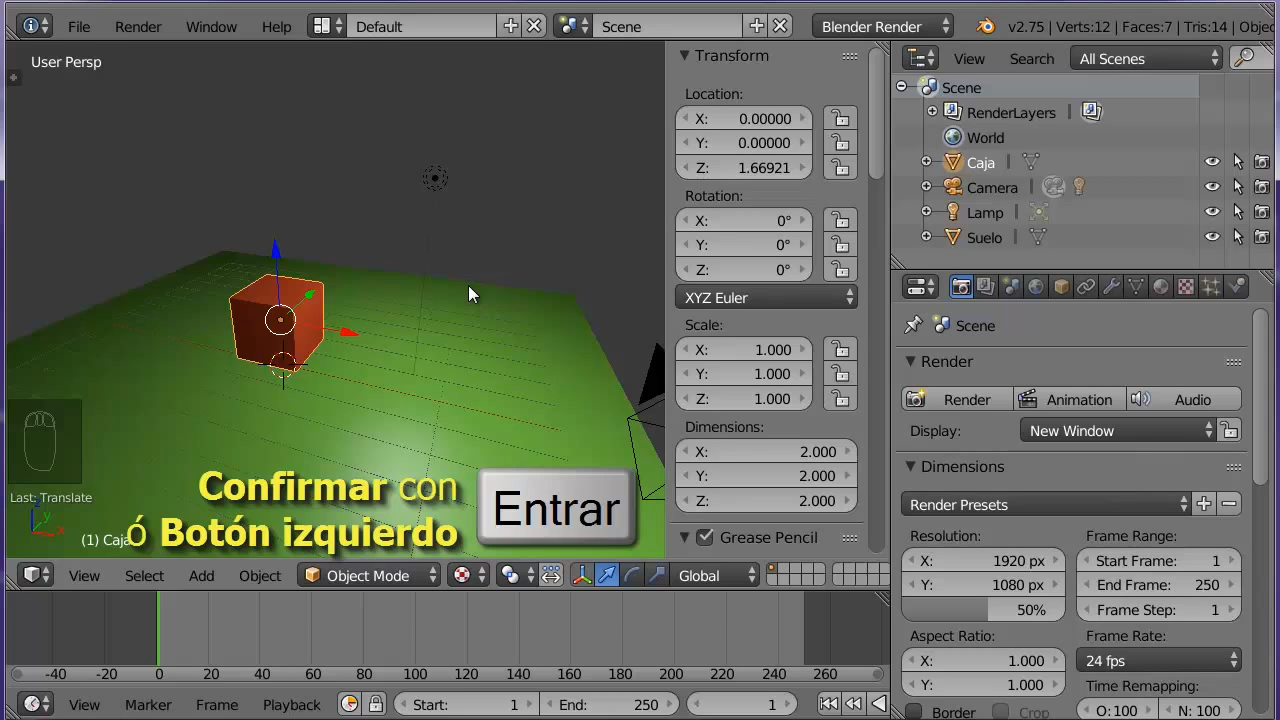 File Render Window Help Default Scene Blender Render v2.75 | Verts:12 | Faces:7 | Tris:14 | Objec
User Persp
Transform
Location:
X: 0.00000
Y: 0.00000
Z: 1.66921
Rotation:
X: 0°
Y: 0°
Z: 0°
XYZ Euler
Scale:
X: 1.000
Y: 1.000
Z: 1.000
Dimensions:
X: 2.000
Y: 2.000
Z: 2.000
Grease Pencil
View Search All Scenes
Scene
RenderLayers
World
Caja
Camera
Lamp
Suelo
Scene
Render
Render Animation Audio
Display: New Window
Dimensions
Render Presets
Resolution: Frame Range:
X: 1920 px Start Frame: 1
Y: 1080 px End Frame: 250
50% Frame Step: 1
Aspect Ratio: Frame Rate:
X: 1.000 24 fps
Y: 1.000 Time Remapping:
Border Crop O: 100 N: 100
Confirmar con Entrar
ó Botón izquierdo
Last: Translate
z
y
x
(1) Caja
View Select Add Object Object Mode Global
-40 -20 0 20 40 60 80 100 120 140 160 180 200 220 240 260
View Marker Frame Playback Start: 1 End: 250 1